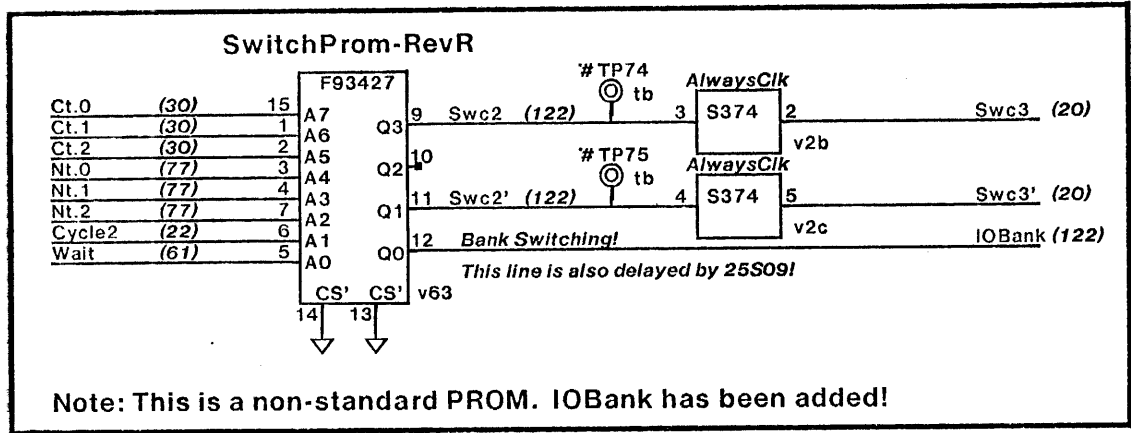 SwitchProm-RevR
F93427
'# TP74
AlwaysClk
Ct.0 (30) 15 A7
9 Swc2 (122) tb 3 S374 2 Swc3 (20)
Ct.1 (30) 1 A6 Q3
v2b
Ct.2 (30) 2 A5
10
Q2
'# TP75
AlwaysClk
Nt.0 (77) 3 A4
Nt.1 (77) 4 A3
11 Swc2' (122) tb 4 S374 5 Swc3' (20)
Q1
Nt.2 (77) 7 A2
v2c
Cycle2 (22) 6 A1
12 Bank Switching! IOBank (122)
Wait (61) 5 A0 Q0
This line is also delayed by 25S09!
CS' CS' v63
14 13
Note: This is a non-standard PROM. IOBank has been added!